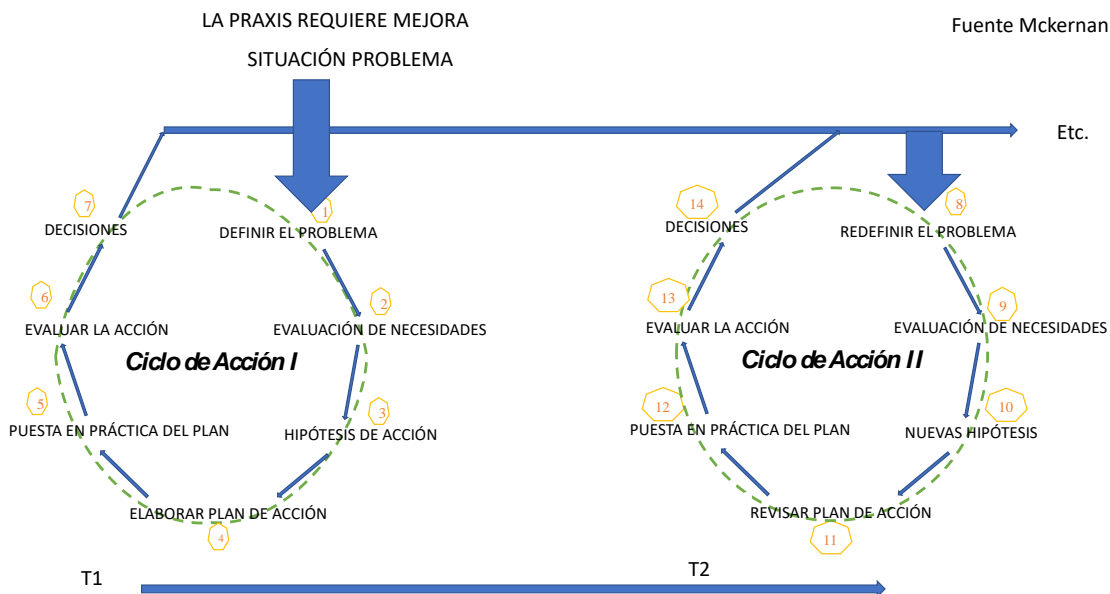 LA PRAXIS REQUIERE MEJORA
SITUACIÓN PROBLEMA
Fuente Mckernan
Etc.
7
DECISIONES
1
DEFINIR EL PROBLEMA
6
EVALUAR LA ACCIÓN
2
EVALUACIÓN DE NECESIDADES
Ciclo de Acción I
5
PUESTA EN PRÁCTICA DEL PLAN
3
HIPÓTESIS DE ACCIÓN
ELABORAR PLAN DE ACCIÓN
4
14
DECISIONES
8
REDEFINIR EL PROBLEMA
13
EVALUAR LA ACCIÓN
9
EVALUACIÓN DE NECESIDADES
Ciclo de Acción II
12
PUESTA EN PRÁCTICA DEL PLAN
10
NUEVAS HIPÓTESIS
REVISAR PLAN DE ACCIÓN
11
T1
T2